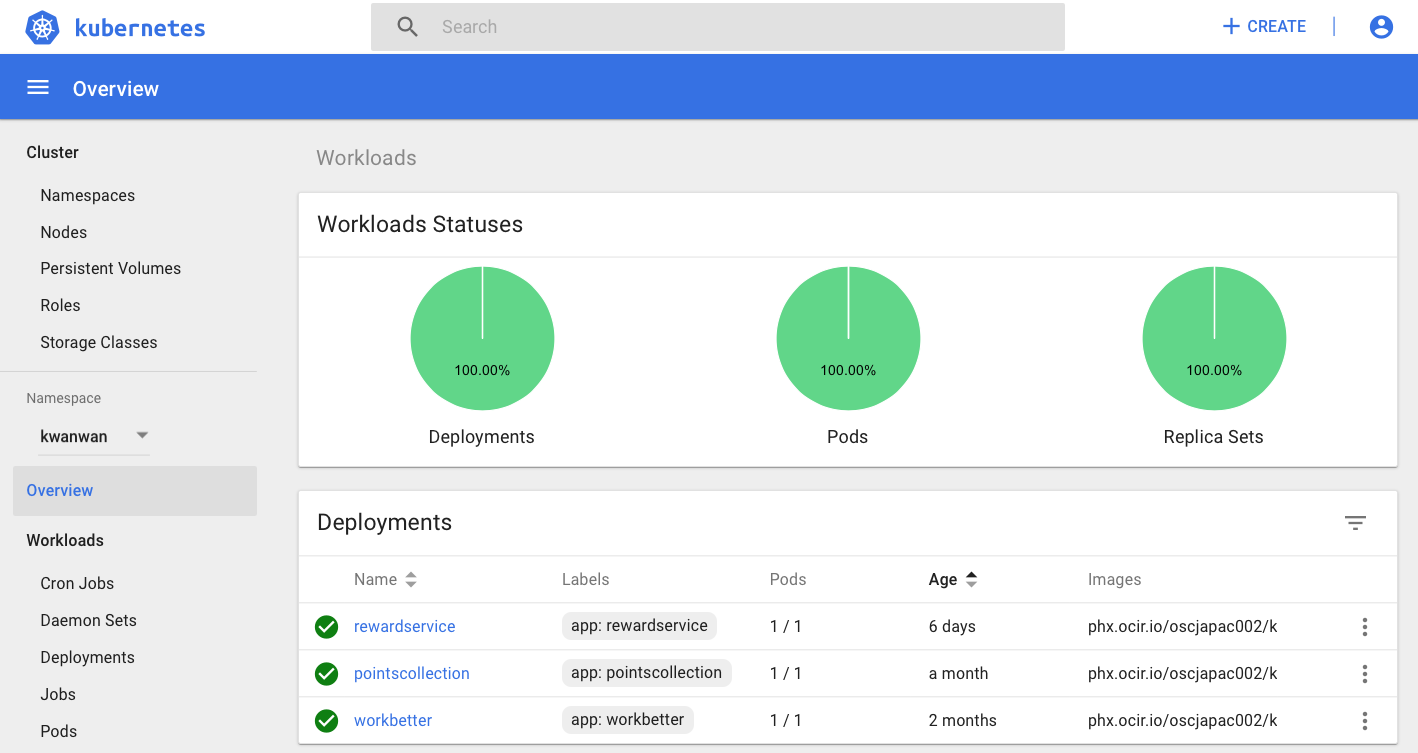 kubernetes
Search
+ CREATE
Overview
Cluster
Namespaces
Nodes
Persistent Volumes
Roles
Storage Classes
Namespace
kwanwan
Overview
Workloads
Cron Jobs
Daemon Sets
Deployments
Jobs
Pods
Workloads
Workloads Statuses
100.00% 100.00% 100.00%
Deployments Pods Replica Sets
Deployments
Name Labels Pods Age Images
rewardservice app: rewardservice 1 / 1 6 days phx.ocir.io/oscjapac002/k
pointscollection app: pointscollection 1 / 1 a month phx.ocir.io/oscjapac002/k
workbetter app: workbetter 1 / 1 2 months phx.ocir.io/oscjapac002/k